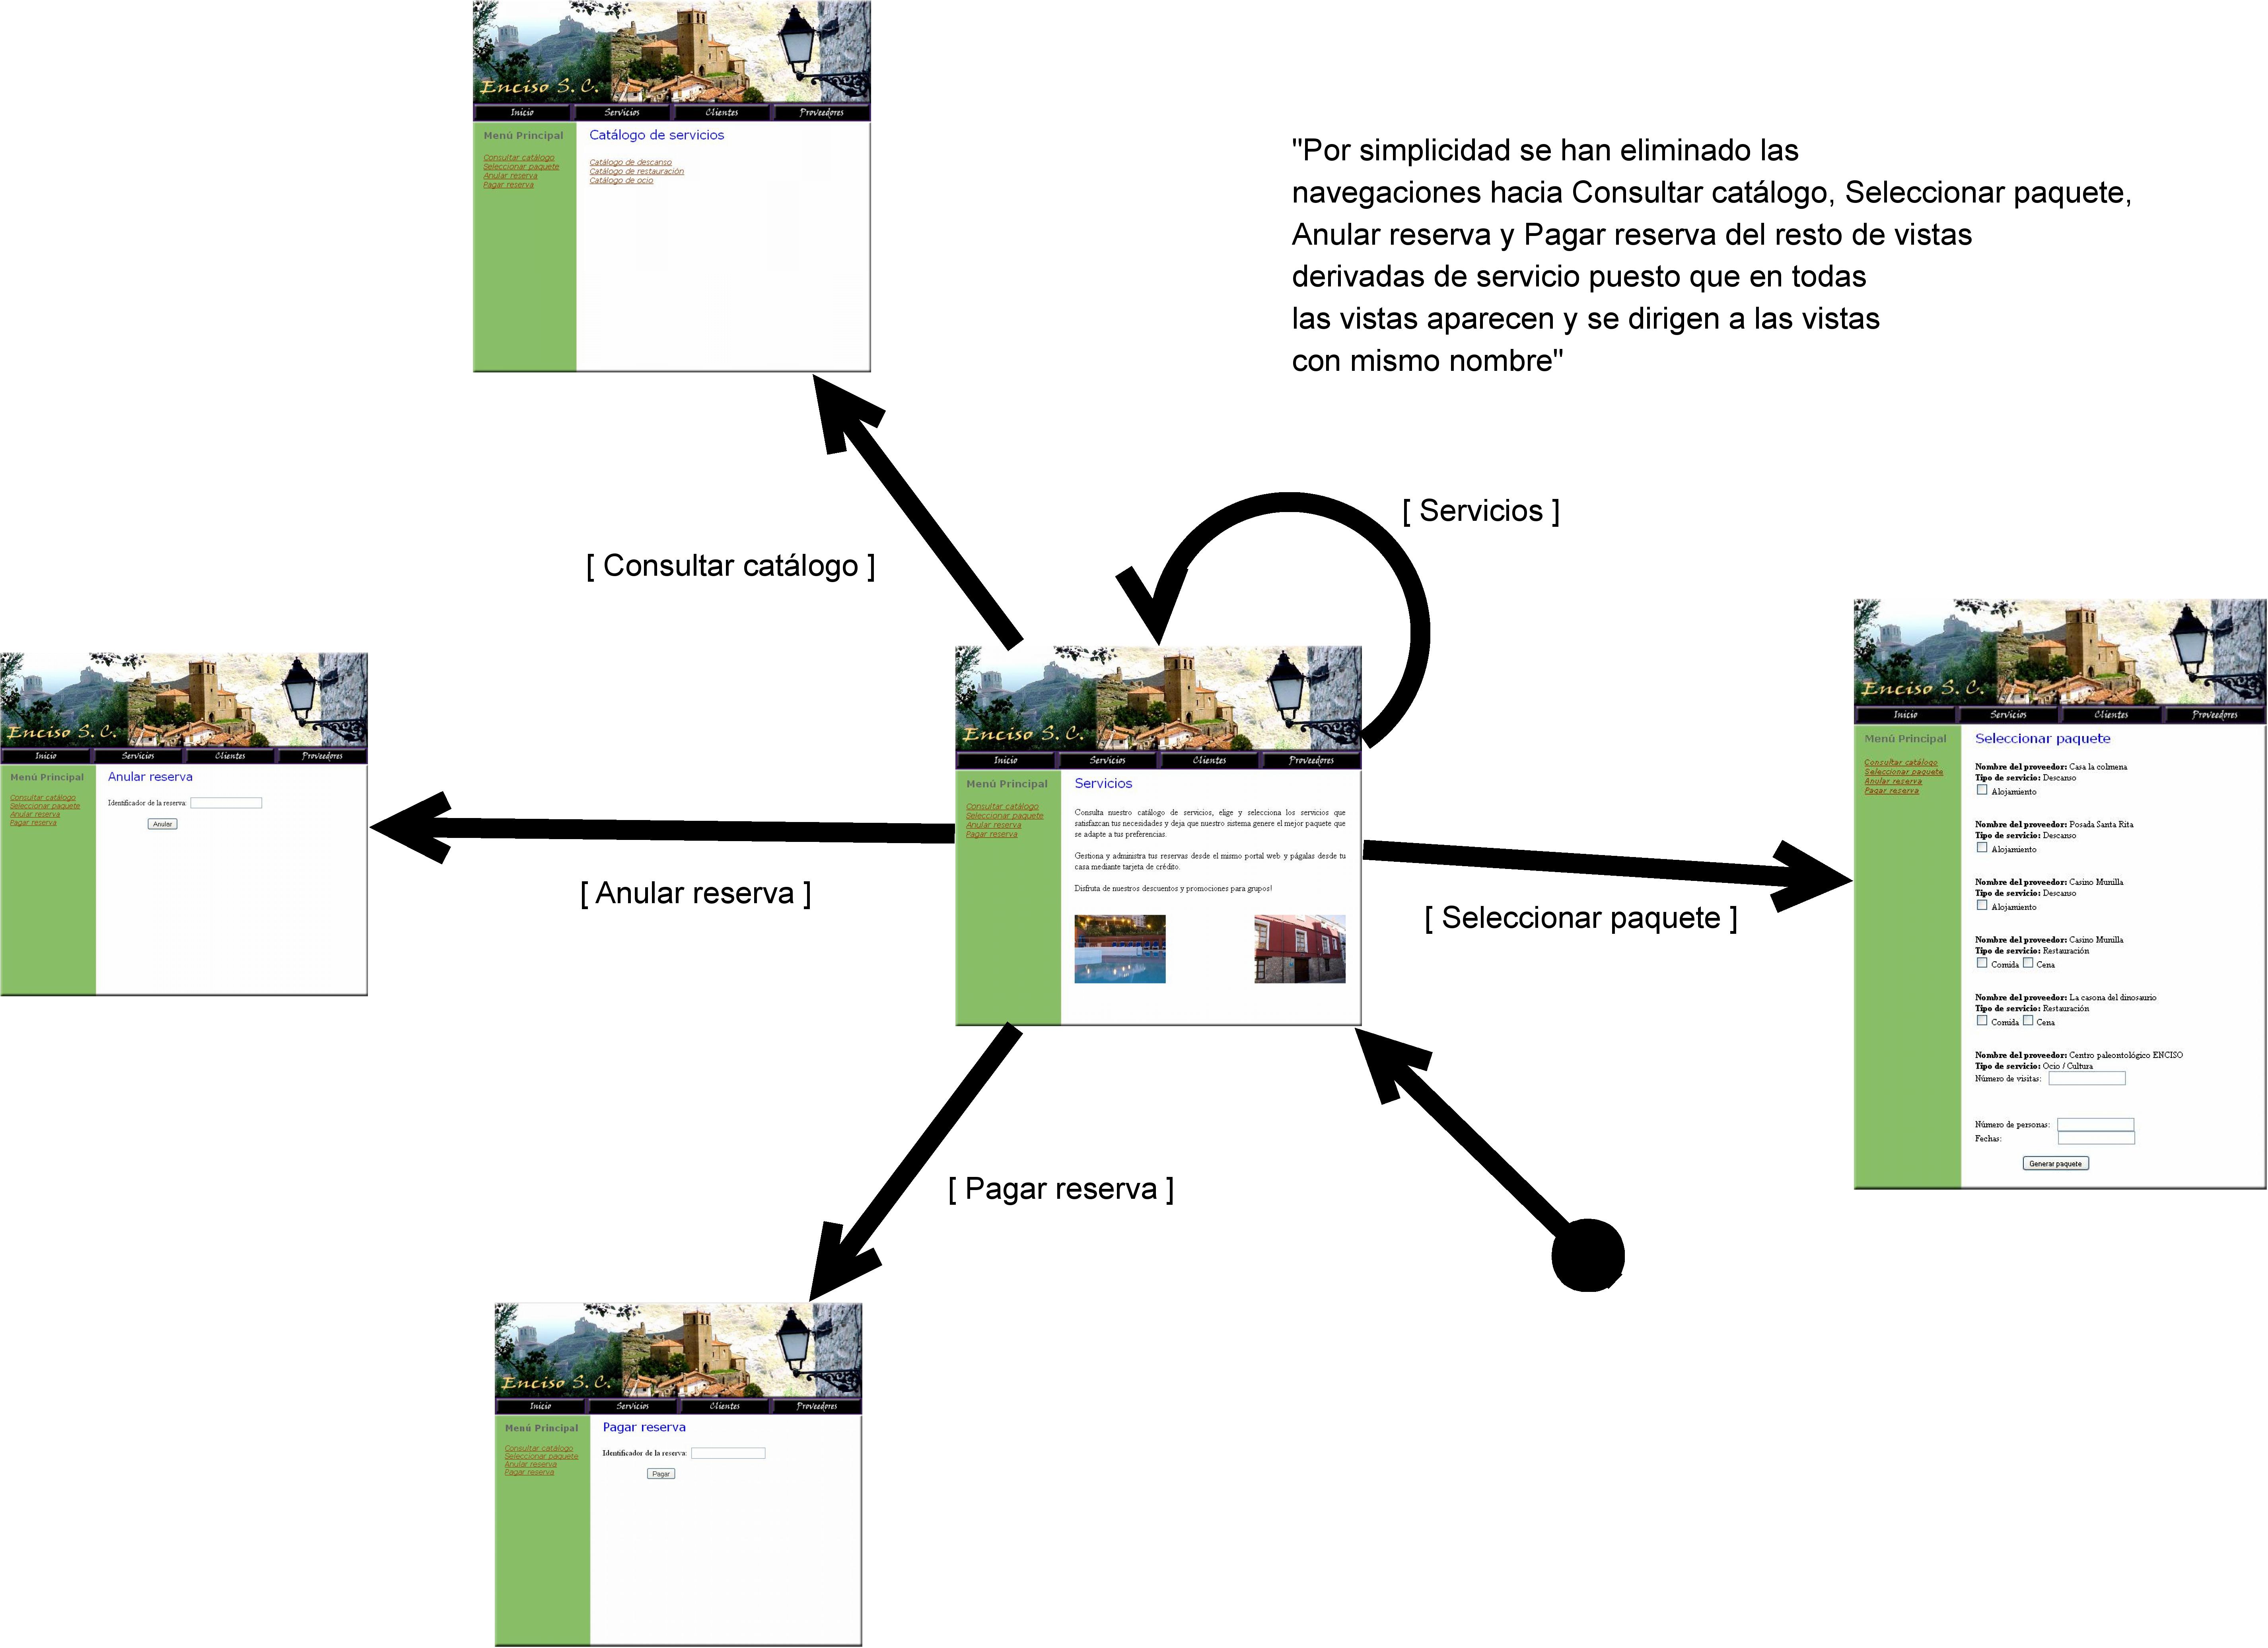 Enciso S. C.
Inicio Servicios Clientes Proveedores
Menú Principal
Consultar catálogo
Seleccionar paquete
Anular reserva
Pagar reserva
Catálogo de servicios
Catálogo de descanso
Catálogo de restauración
Catálogo de ocio
"Por simplicidad se han eliminado las
navegaciones hacia Consultar catálogo, Seleccionar paquete,
Anular reserva y Pagar reserva del resto de vistas
derivadas de servicio puesto que en todas
las vistas aparecen y se dirigen a las vistas
con mismo nombre"
[ Servicios ]
[ Consultar catálogo ]
Enciso S. C.
Inicio Servicios Clientes Proveedores
Menú Principal
Consultar catálogo
Seleccionar paquete
Anular reserva
Pagar reserva
Anular reserva
Identificador de la reserva:
Anular
[ Anular reserva ]
Enciso S. C.
Inicio Servicios Clientes Proveedores
Menú Principal
Consultar catálogo
Seleccionar paquete
Anular reserva
Pagar reserva
Servicios
Consulta nuestro catálogo de servicios, elige y selecciona los servicios que
satisfazcan tus necesidades y deja que nuestro sistema genere el mejor paquete que
se adapte a tus preferencias.
Gestiona y administra tus reservas desde el mismo portal web y págalas desde tu
casa mediante tarjeta de crédito.
Disfruta de nuestros descuentos y promociones para grupos!
[ Seleccionar paquete ]
Enciso S. C.
Inicio Servicios Clientes Proveedores
Menú Principal
Consultar catálogo
Seleccionar paquete
Anular reserva
Pagar reserva
Seleccionar paquete
Nombre del proveedor: Casa la colmena
Tipo de servicio: Descanso
Alojamiento
Nombre del proveedor: Posada Santa Rita
Tipo de servicio: Descanso
Alojamiento
Nombre del proveedor: Casino Munilla
Tipo de servicio: Descanso
Alojamiento
Nombre del proveedor: Casino Munilla
Tipo de servicio: Restauración
Comida Cena
Nombre del proveedor: La casona del dinosaurio
Tipo de servicio: Restauración
Comida Cena
Nombre del proveedor: Centro paleontológico ENCISO
Tipo de servicio: Ocio / Cultura
Número de visitas:
Número de personas:
Fechas:
Generar paquete
[ Pagar reserva ]
Enciso S. C.
Inicio Servicios Clientes Proveedores
Menú Principal
Consultar catálogo
Seleccionar paquete
Anular reserva
Pagar reserva
Pagar reserva
Identificador de la reserva:
Pagar